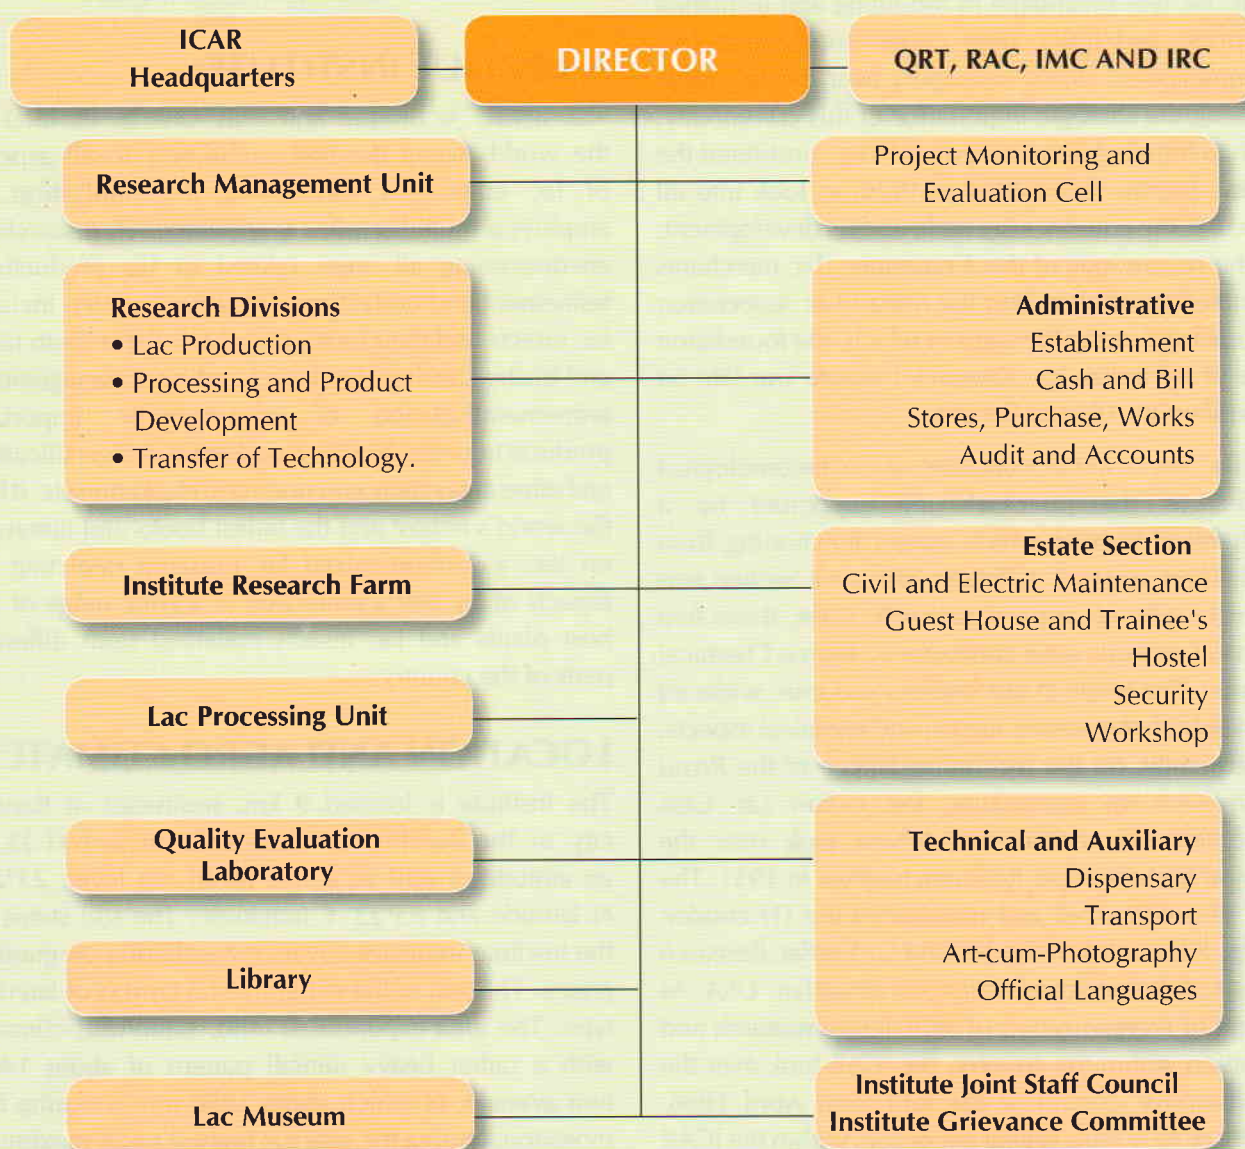 ICAR
Headquarters
DIRECTOR
QRT, RAC, IMC AND IRC
Research Management Unit
Project Monitoring and
Evaluation Cell
Research Divisions
• Lac Production
• Processing and Product
Development
• Transfer of Technology.
Administrative
Establishment
Cash and Bill
Stores, Purchase, Works
Audit and Accounts
Institute Research Farm
Estate Section
Civil and Electric Maintenance
Guest House and Trainee's
Hostel
Security
Workshop
Lac Processing Unit
Quality Evaluation
Laboratory
Technical and Auxiliary
Dispensary
Transport
Art-cum-Photography
Official Languages
Library
Lac Museum
Institute Joint Staff Council
Institute Grievance Committee